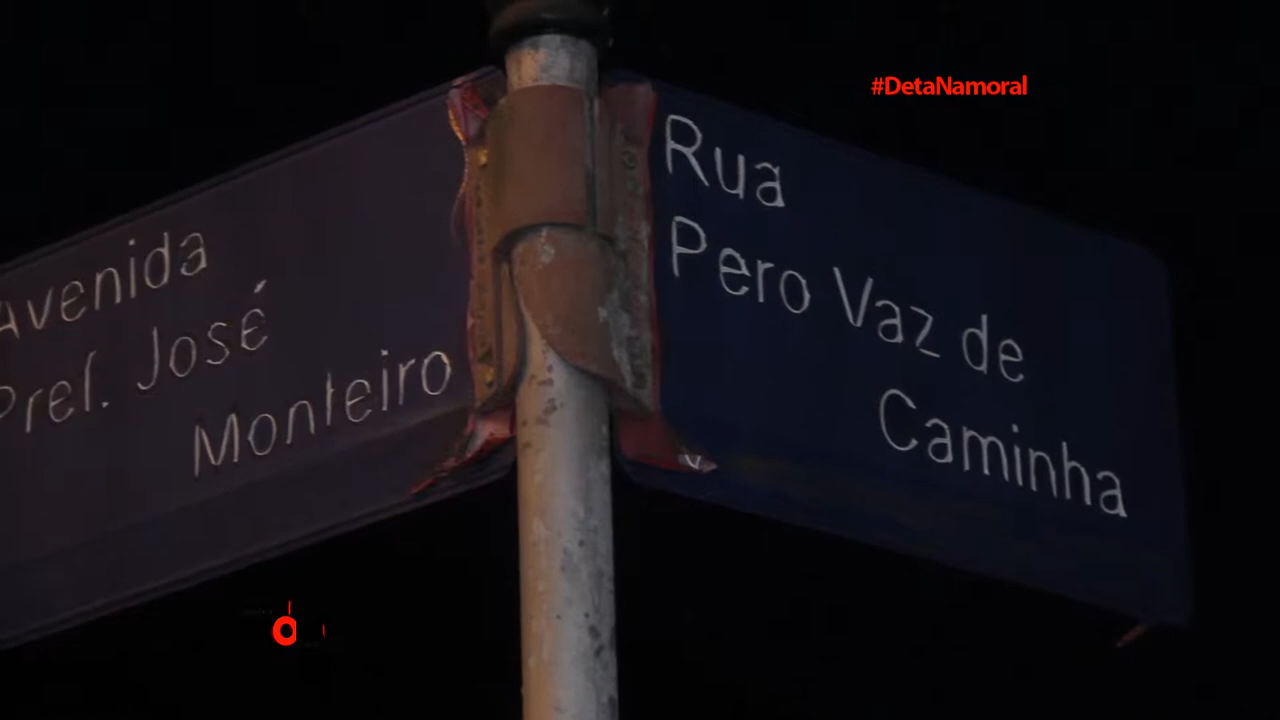 #DetaNamoral
Avenida
Pref. José
Monteiro
Rua
Pero Vaz de
Caminha